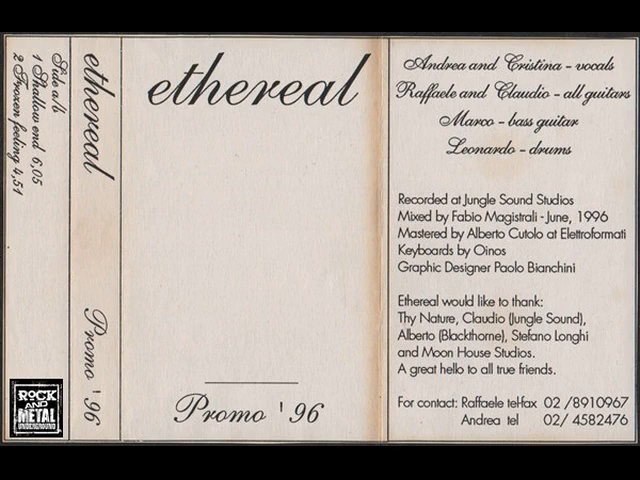 Side a/b
1 Shallow end 6,05
2 Frozen feeling 4,51
ethereal
Promo '96
ethereal
Promo '96
Andrea and Cristina - vocals
Raffaele and Claudio - all guitars
Marco - bass guitar
Leonardo - drums
Recorded at Jungle Sound Studios
Mixed by Fabio Magistrali - June, 1996
Mastered by Alberto Cutolo at Elettroformati
Keyboards by Oinos
Graphic Designer Paolo Bianchini
Ethereal would like to thank:
Thy Nature, Claudio (Jungle Sound),
Alberto (Blackthorne), Stefano Longhi
and Moon House Studios.
A great hello to all true friends.
For contact: Raffaele tel-fax 02 /8910967
Andrea tel 02/ 4582476
ROCK
AND
METAL
UNDERGROUND